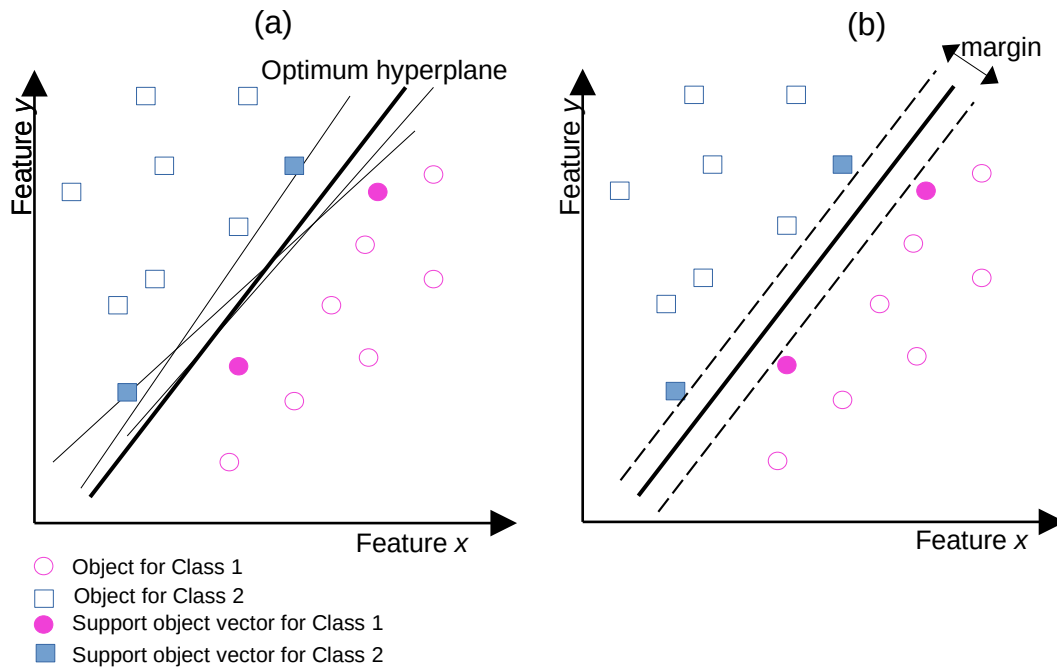 (a)
(b)
Optimum hyperplane
margin
Feature y
Feature y
Feature x
Feature x
Object for Class 1
Object for Class 2
Support object vector for Class 1
Support object vector for Class 2